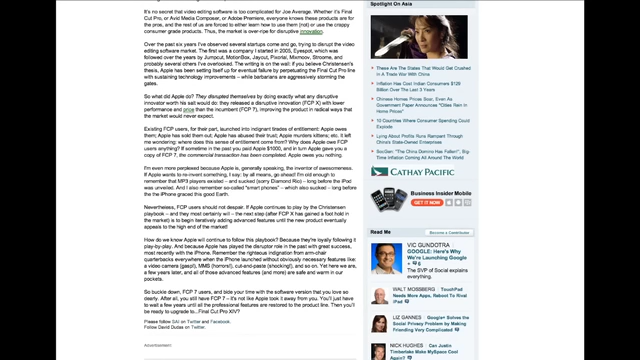 It's no secret that video editing software is too complicated for Joe Average. Whether it's Final
Cut Pro, or Avid Media Composer, or Adobe Premiere, everyone knows these products are for
the pros, and the rest of us are forced to either learn how to use them (not) or use the crispy
consumer grade products. Thus, the market is over-ripe for disruptive innovation.
Over the past six years I've observed several startups come and go, trying to disrupt the video
editing software market. The first was a company I started in 2005, Eyespot, which was
followed over the years by Jumpcut, MotionBox, Jaycut, Pixorial, Mixmoov, Stroome, and
probably several others I've overlooked. The writing is on the wall: if you believe Christensen's
thesis, Apple has been setting itself up for eventual failure by perpetuating the Final Cut Pro line
with sustaining technology improvements – while barbarians are aggressively storming the
gates.
So what did Apple do? They disrupted themselves by doing exactly what any disruptive
innovator worth his salt would do: they released a disruptive innovation (FCP X) with lower
performance and price than the incumbent (FCP 7), improving the product in radical ways that
the market would never expect.
Existing FCP users, for their part, launched into indignant tirades of entitlement: Apple owes
them; Apple has sold them out; Apple has abused their trust; Apple murders kittens; etc. It left
me wondering: where does this sense of entitlement come from? Why does Apple owe FCP
users anything? If sometime in the past you paid Apple $1000, and in turn Apple gave you a
copy of FCP 7, the commercial transaction has been completed. Apple owes you nothing.
I'm even more perplexed because Apple is, generally speaking, the inventor of awesomeness.
If Apple wants to re-invent something, I say: by all means, go ahead! I'm old enough to
remember that MP3 players existed – and sucked (sorry Diamond Rio) – long before the iPod
was unveiled. And I also remember so-called "smart phones" – which also sucked – long before
the the iPhone graced this good Earth.
Nevertheless, FCP users should not despair. If Apple continues to play by the Christensen
playbook – and they most certainly will – the next step (after FCP X has gained a foot hold in
the market) is to begin iteratively adding advanced features until the new product eventually
appeals to the high end of the market!
How do we know Apple will continue to follow this playbook? Because they're loyally following it
play-by-play. And because Apple has played the disruptor role in the past with great success,
most recently with the iPhone. Remember the righteous indignation from arm-chair
quarterbacks everywhere when the iPhone launched without obviously necessary features like:
a video camera (gasp!), MMS (horrors!), cut-end-paste (shocking!), and so on. Yet here we are,
a few years later, and all of those advanced features (and more) are safe and warm in our
pockets.
So buckle down, FCP 7 users, and bide your time with the software version that you love so
dearly. After all, you still have FCP 7 – it's not like Apple took it away from you. You'll just have
to wait a few years until all the professional features are restored to the product line. Then you'll
be ready to upgrade to...Final Cut Pro XIV?
Please follow SAI on Twitter and Facebook.
Follow David Dudas on Twitter.
Advertisement:
Spotlight On Asia
These Are The States That Would Get Crushed
In A Trade War With China
Inflation Has Cost Indian Consumers $126
Billion Over The Last 3 Years
Chinese Homes Prices Soar, Even As
Government Paper Announces "Cities Reign In
Home Prices"
10 Countries Where Consumer Spending Could
Explode
Lying About Profits Runs Rampant Through
China's State-Owned Enterprises
SocGen: "The China Domino Has Fallen", Big-
Time Inflation Coming All Around The World
CATHAY PACIFIC
Business Insider Mobile
GET IT NOW
Read Me
Become a Contributor
VIC GUNDOTRA
GOOGLE: Here's Why
We're Launching Google
+ 6
The SVP of Social explains
everything.
WALT MOSSBERG TouchPad
Needs More Apps, Reboot To Rival iPad
LIZ GANNES Google+ Solves the
Social Privacy Problem by Making
Friending Very Complicated
NICK HUGHES Can Justin
Timberlake Make MySpace Cool
Again?